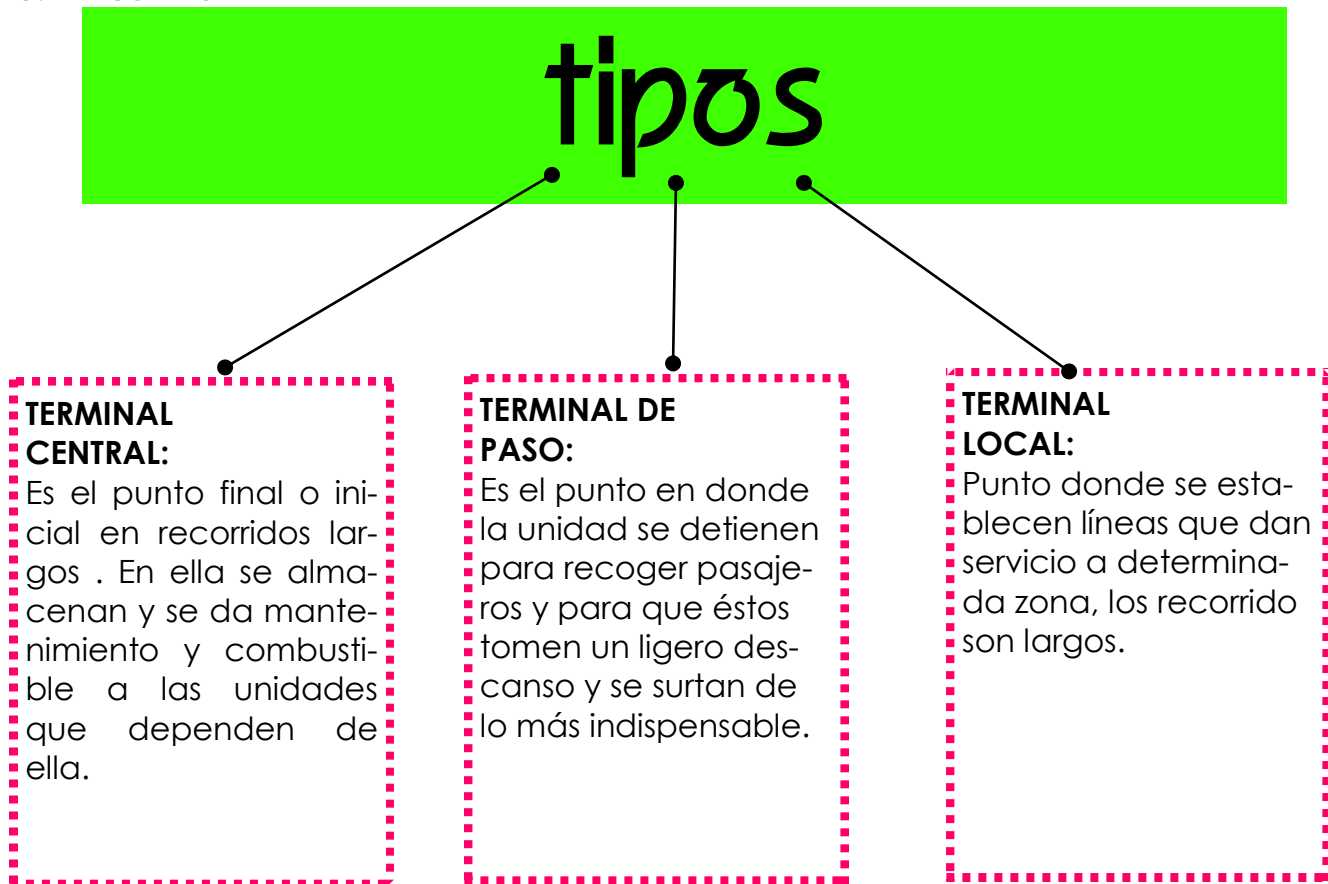 tipos
TERMINAL
CENTRAL:
Es el punto final o ini-
cial en recorridos lar-
gos . En ella se alma-
cenan y se da mante-
nimiento y combusti-
ble a las unidades
que dependen de
ella.
TERMINAL DE
PASO:
Es el punto en donde
la unidad se detienen
para recoger pasaje-
ros y para que éstos
tomen un ligero des-
canso y se surtan de
lo más indispensable.
TERMINAL
LOCAL:
Punto donde se esta-
blecen líneas que dan
servicio a determina-
da zona, los recorrido
son largos.